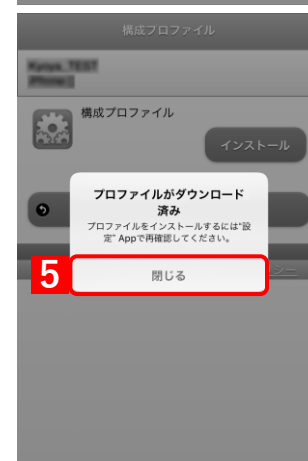 構成プロファイル
構成プロファイル
インストール
プロファイルがダウンロード
済み
プロファイルをインストールするには“設
定” Appで再確認してください。
5
閉じる
シー